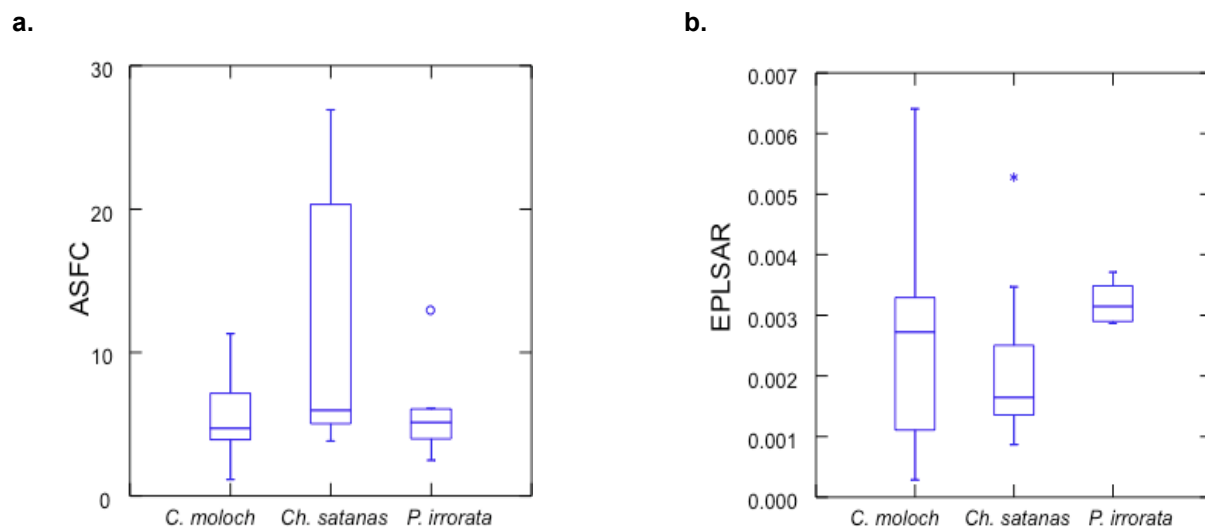 a.
ASFC
30
20
10
0
C. moloch
Ch. satanas
P. irrorata
b.
EPLSAR
0.007
0.006
0.005
0.004
0.003
0.002
0.001
0.000
C. moloch
Ch. satanas
P. irrorata